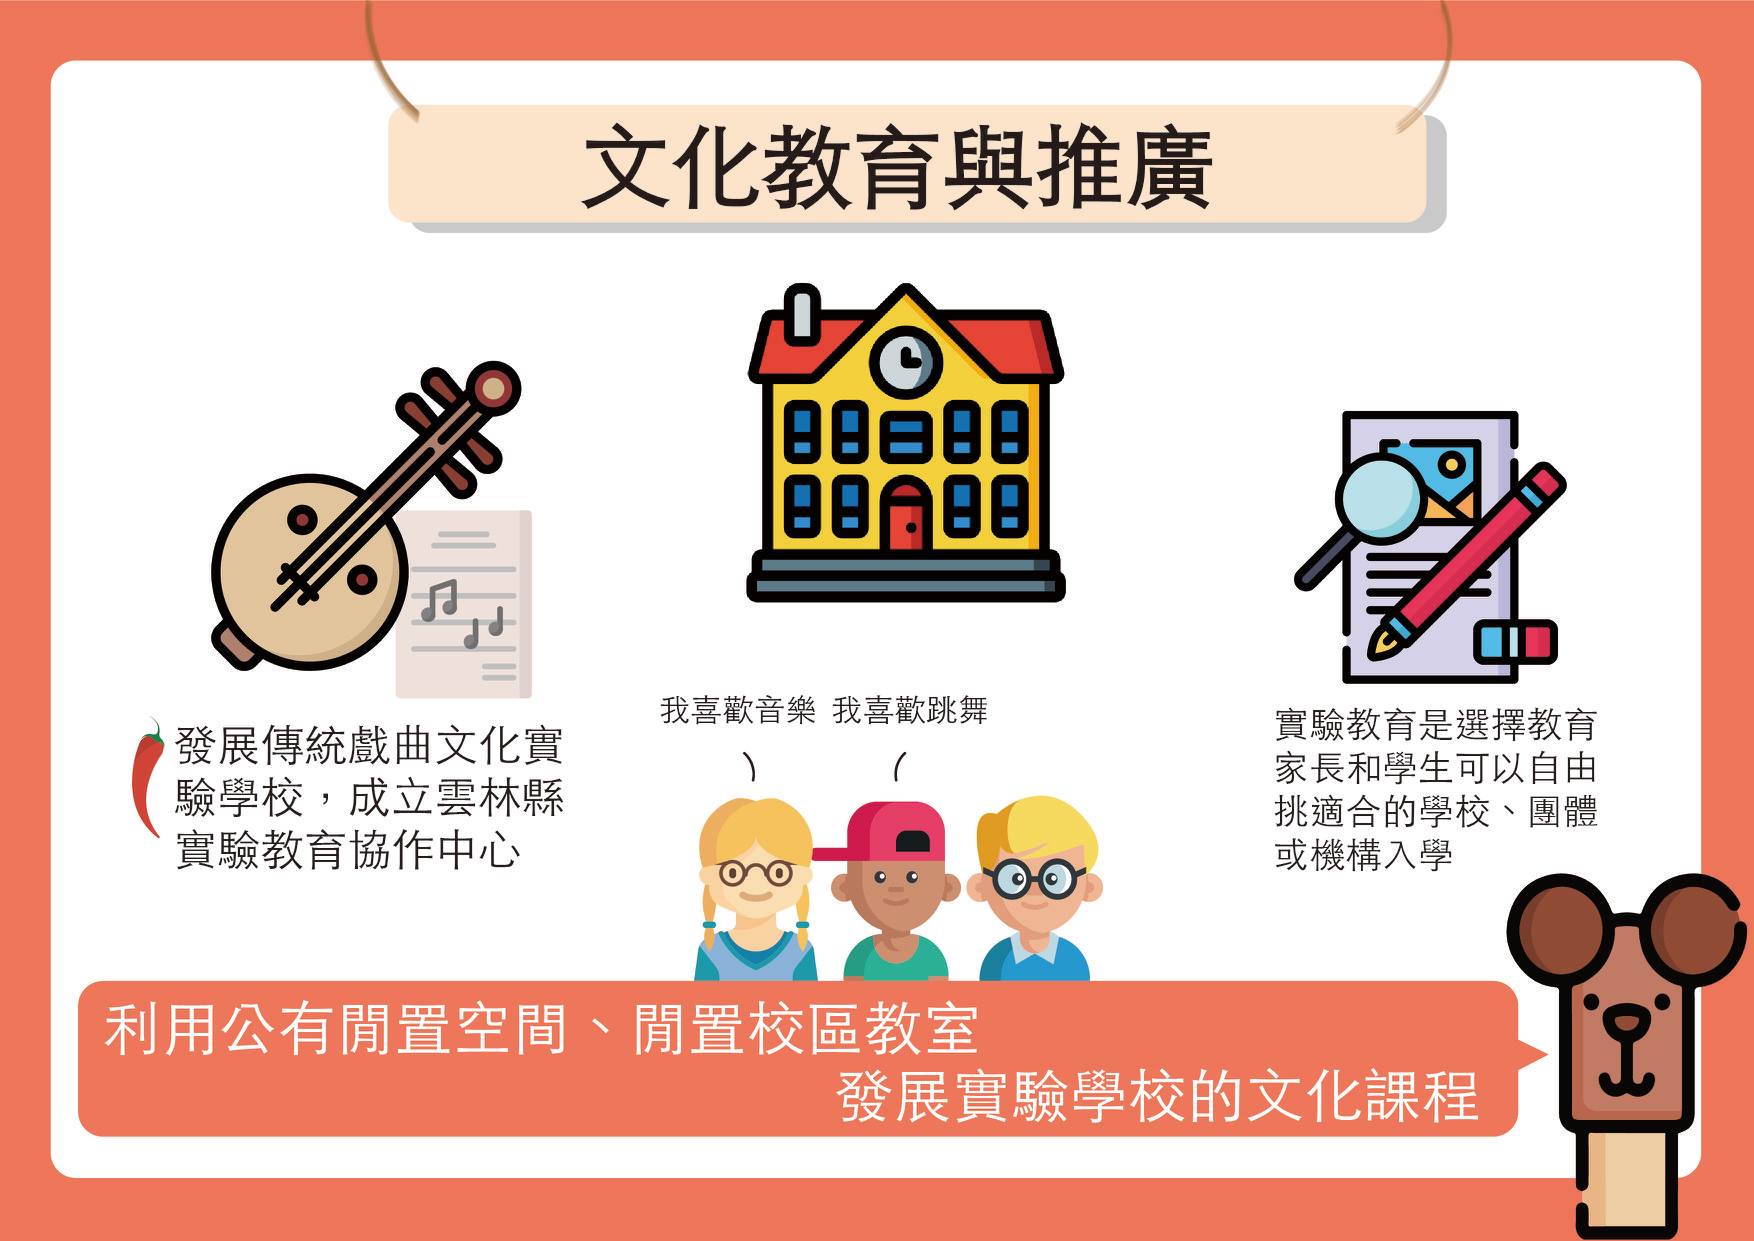 文化教育與推廣
發展傳統戲曲文化實
驗學校，成立雲林縣
實驗教育協作中心
我喜歡音樂 我喜歡跳舞
實驗教育是選擇教育
家長和學生可以自由
挑適合的學校、團體
或機構入學
利用公有閒置空間、閒置校區教室
發展實驗學校的文化課程